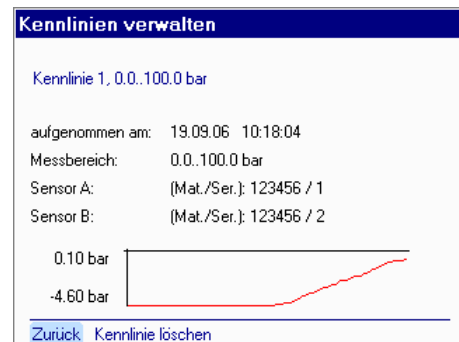 Kennlinien verwalten
Kennlinie 1, 0.0..100.0 bar
aufgenommen am: 19.09.06 10:18:04
Messbereich: 0.0..100.0 bar
Sensor A: (Mat./Ser.): 123456 / 1
Sensor B: (Mat./Ser.): 123456 / 2
0.10 bar
-4.60 bar
Zurück Kennlinie löschen